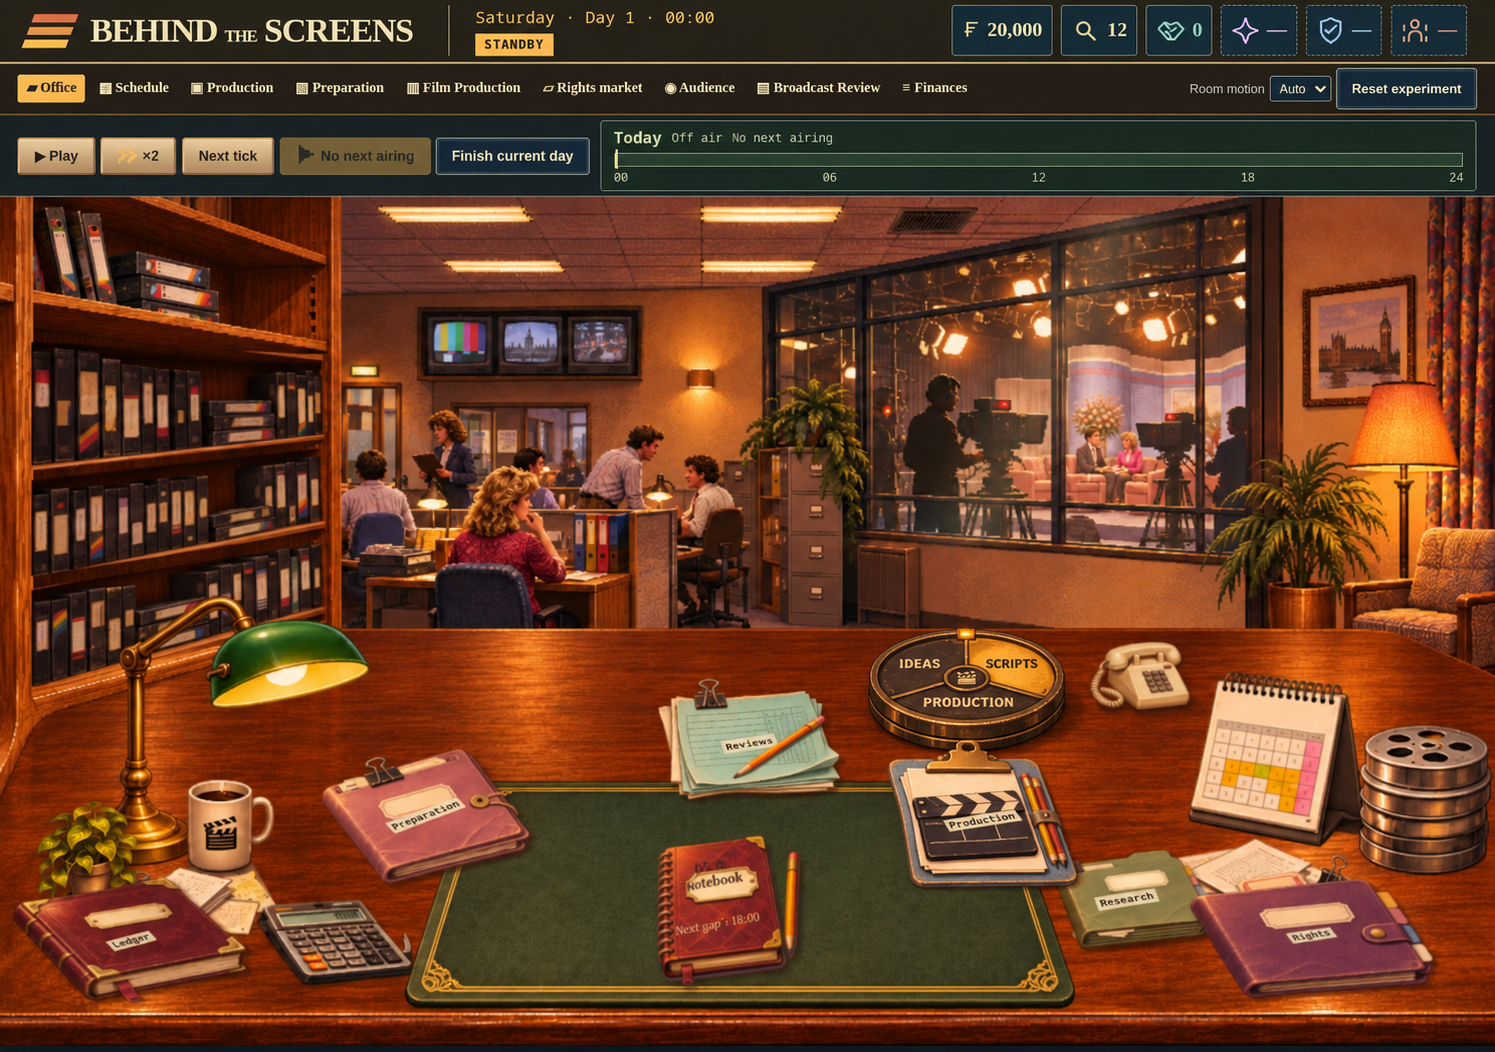 BEHIND THE SCREENS
Saturday · Day 1 · 00:00
STANDBY
₣ 20,000
12
0
—
—
—
Office
Schedule
Production
Preparation
Film Production
Rights market
Audience
Broadcast Review
Finances
Room motion
Auto
Reset experiment
Play
×2
Next tick
No next airing
Finish current day
Today Off air No next airing
00 06 12 18 24
IDEAS
SCRIPTS
PRODUCTION
Reviews
Preparation
Production
Notebook
Next gap: 18:00
Research
Ledger
Rights